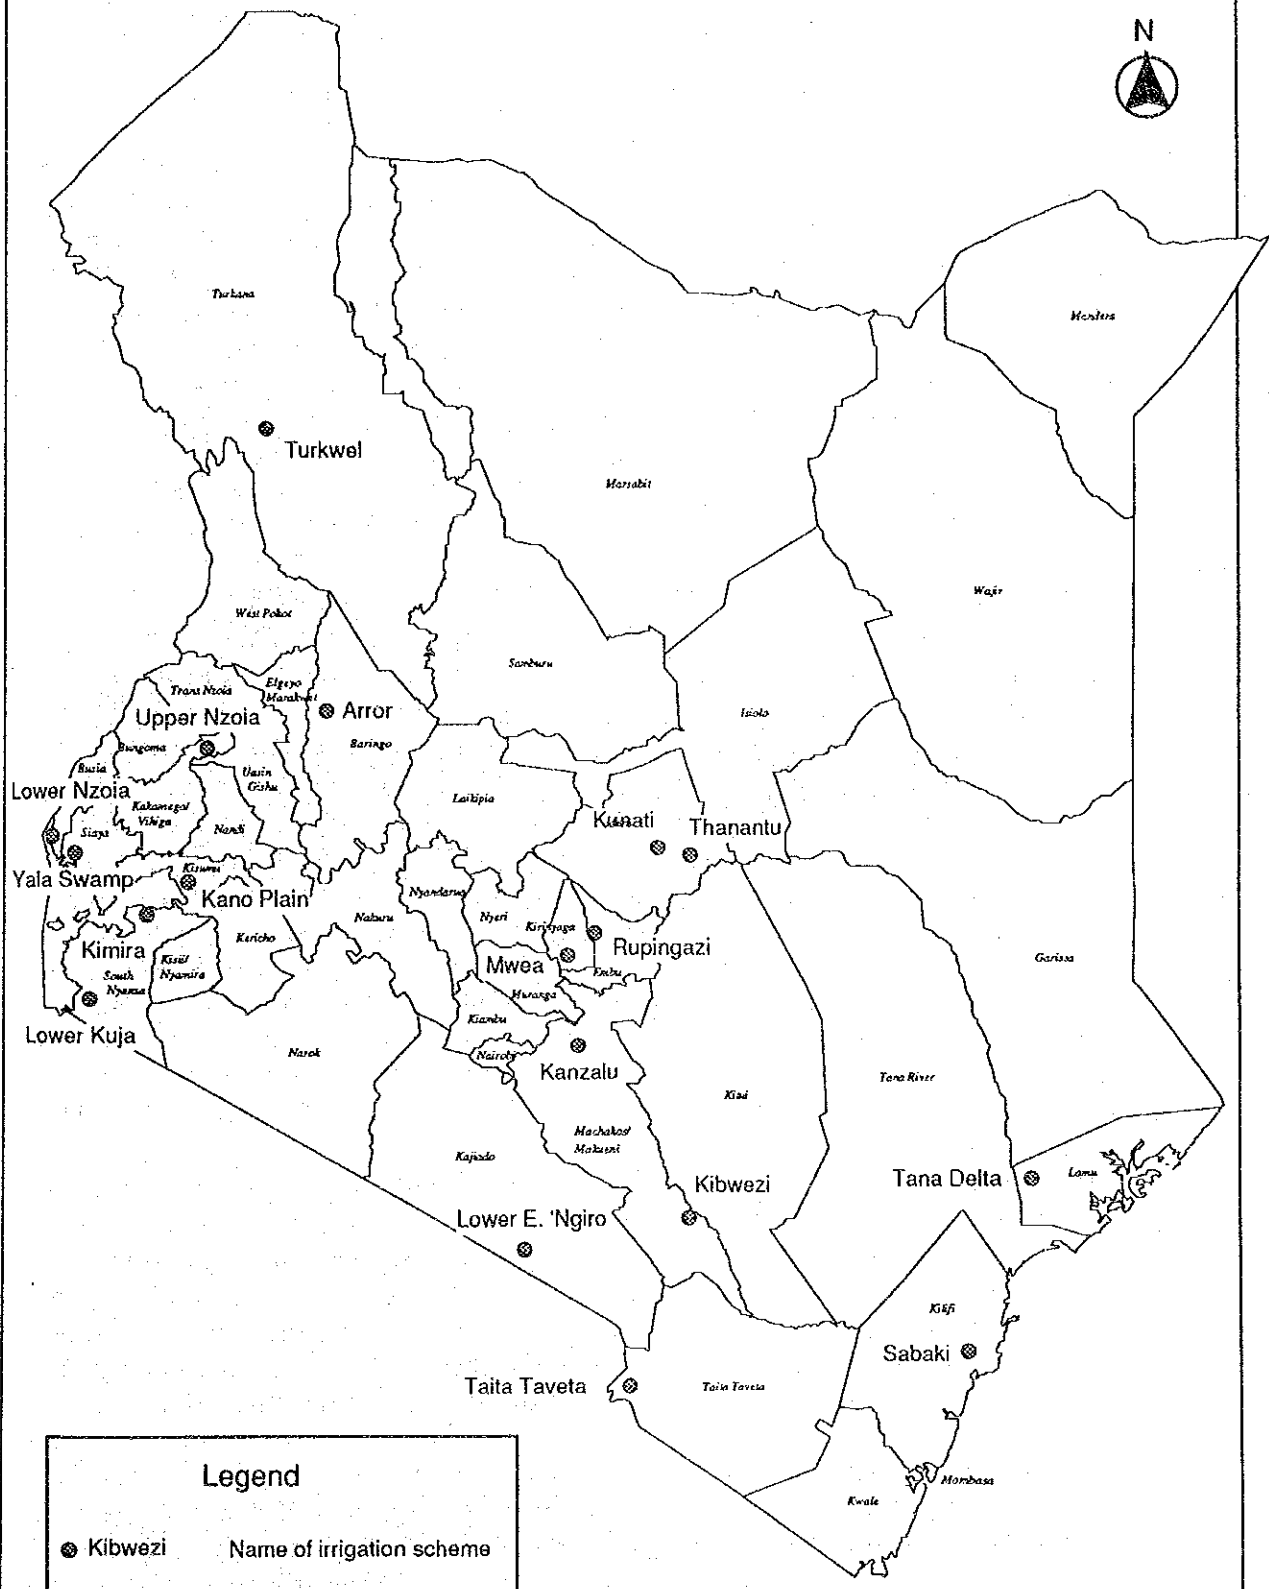 N
Turkana
Mandera
Turkwel
Marsabit
Wajir
West Pokot
Samburu
Trans Nzoia
Elgeyo
Marakwet
Upper Nzoia
Arror
Isiolo
Bungoma
Baringo
Busia
Uasin
Gishu
Lower Nzoia
Laikipia
Kakamega/
Vihiga
Kunati
Thanantu
Siaya
Nandi
Yala Swamp
Kisumu
Kano Plain
Nyandarua
Nakuru
Nyeri
Kirinyaga
Kericho
Rupingazi
Kimira
Kisii/
Nyamira
Mwea
Embu
Garissa
South
Nyanza
Muranga
Lower Kuja
Kiambu
Narok
Nairobi
Kanzalu
Tana River
Kitui
Machakos/
Makueni
Kajiado
Kibwezi
Tana Delta
Lamu
Lower E. 'Ngiro
Kilifi
Sabaki
Taita Taveta
Taita Taveta
Mombasa
Kwale
Legend
Kibwezi Name of irrigation scheme